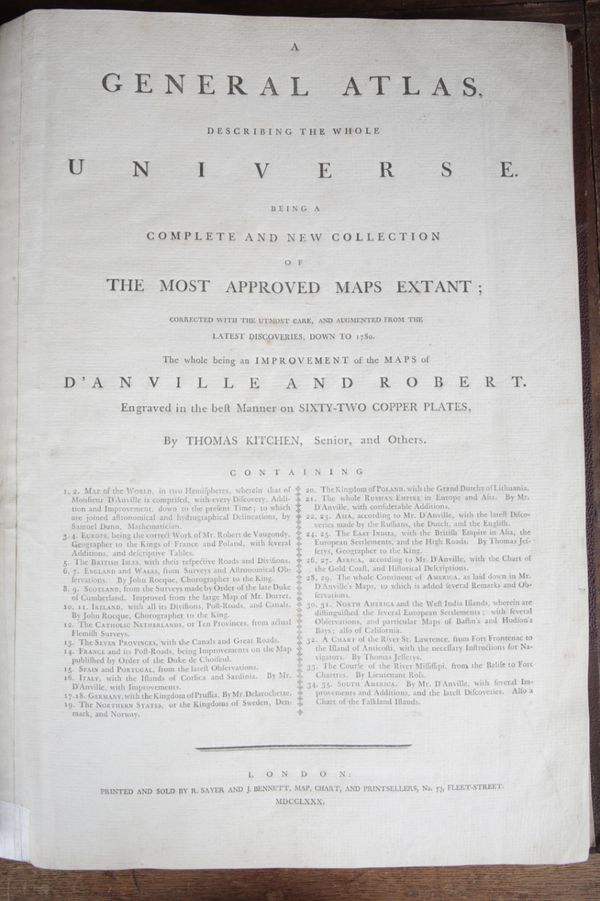 A
GENERAL ATLAS,
DESCRIBING THE WHOLE
UNIVERSE.
BEING A
COMPLETE AND NEW COLLECTION
OF
THE MOST APPROVED MAPS EXTANT;
CORRECTED WITH THE UTMOST CARE, AND AUGMENTED FROM THE
LATEST DISCOVERIES, DOWN TO 1780.
The whole being an IMPROVEMENT of the MAPS of
D'ANVILLE AND ROBERT.
Engraved in the beſt Manner on SIXTY-TWO COPPER PLATES,
By THOMAS KITCHEN, Senior, and Others.
CONTAINING
1, 2. MAP of the WORLD, in two Hemiſpheres, wherein that of
Monſieur D'Anville is compriſed, with every Diſcovery, Addi-
tion and Improvement, down to the preſent Time; to which
are joined aſtronomical and hydrographical Delineations, by
Samuel Dunn, Mathematician.
3, 4. EUROPE, being the correct Work of Mr. Robert de Vaugondy,
Geographer to the Kings of France and Poland, with ſeveral
Additions, and deſcriptive Tables.
5. The BRITISH ISLES, with their reſpective Roads and Diviſions.
6, 7. ENGLAND and WALES, from Surveys and Aſtronomical Ob-
ſervations. By John Rocque, Chorographer to the King.
8, 9. SCOTLAND, from the Surveys made by Order of the late Duke
of Cumberland. Improved from the large Map of Mr. Dorret.
10, 11. IRELAND, with all its Diviſions, Poſt-Roads, and Canals.
By John Rocque, Chorographer to the King.
12. The CATHOLIC NETHERLANDS, or Ten Provinces, from actual
Flemiſh Surveys.
13. The SEVEN PROVINCES, with the Canals and Great Roads.
14. FRANCE and its Poſt-Roads, being Improvements on the Map
publiſhed by Order of the Duke de Choiſeul.
15. SPAIN and PORTUGAL, from the lateſt Obſervations.
16. ITALY, with the Iſlands of Corſica and Sardinia. By Mr.
D'Anville, with Improvements.
17, 18. GERMANY, with the Kingdom of Pruſſia. By Mr. Delarochette.
19. The NORTHERN STATES, or the Kingdoms of Sweden, Den-
mark, and Norway.
20. The Kingdom of POLAND, with the Grand Dutchy of Lithuania.
21. The whole RUSSIAN EMPIRE in Europe and Aſia. By Mr.
D'Anville, with conſiderable Additions.
22, 23. ASIA, according to Mr. D'Anville, with the lateſt Diſco-
veries made by the Ruſſians, the Dutch, and the Engliſh.
24, 25. The EAST INDIES, with the Britiſh Empire in Aſia, the
European Settlements, and the High Roads. By Thomas Jef-
ferys, Geographer to the King.
26, 27. AFRICA, according to Mr. D'Anville, with the Chart of
the Gold Coaſt, and Hiſtorical Deſcriptions.
28, 29. The whole Continent of AMERICA, as laid down in Mr.
D'Anville's Maps, to which is added ſeveral Remarks and Ob-
ſervations.
30, 31. NORTH AMERICA and the Weſt India Iſlands, wherein are
diſtinguiſhed the ſeveral European Settlements; with ſeveral
Obſervations, and particular Maps of Baffin's and Hudſon's
Bays; alſo of California.
32. A CHART of the River St. Lawrence, from Fort Frontenac to
the Iſland of Anticoſti, with the neceſſary Inſtructions for Na-
vigators. By Thomas Jefferys.
33. The Courſe of the River Miſſiſipi, from the Baliſe to Fort
Chartres. By Lieutenant Roſs.
34, 35. SOUTH AMERICA. By Mr. D'Anville, with ſeveral Im-
provements and Additions, and the lateſt Diſcoveries. Alſo a
Chart of the Falkland Iſlands.
LONDON:
PRINTED AND SOLD BY R. SAYER AND J. BENNETT, MAP, CHART, AND PRINTSELLERS, No. 53, FLEET-STREET.
MDCCLXXX.